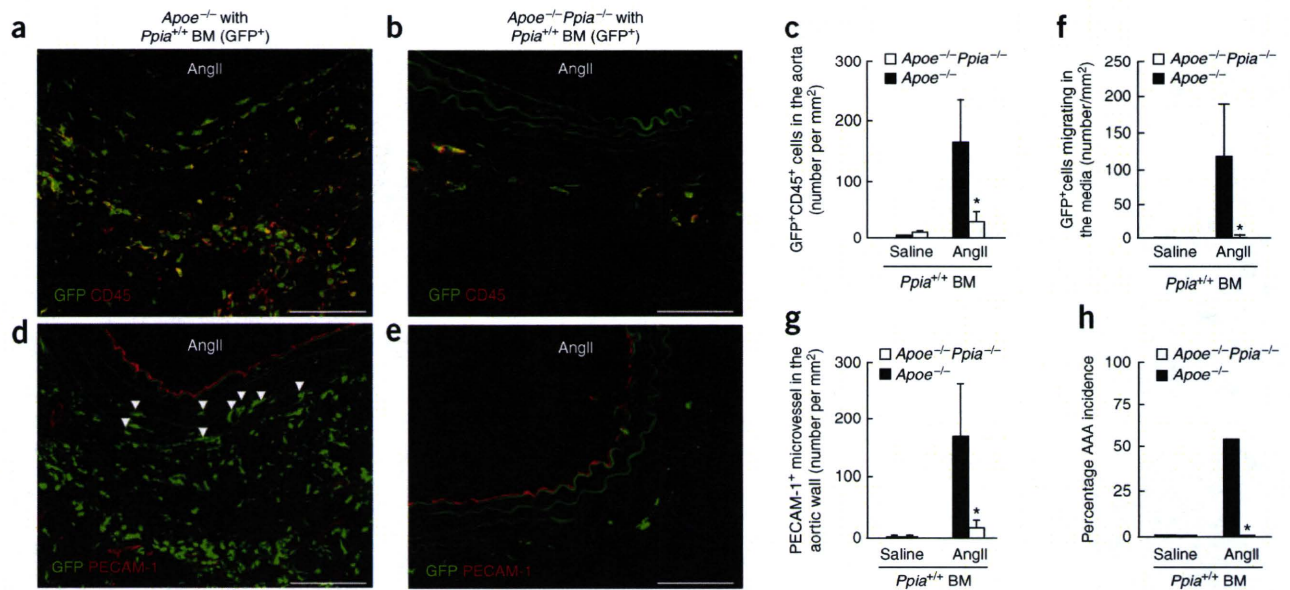 a
Apoe−/− with
Ppia+/+ BM (GFP+)
AngII
GFP CD45
b
Apoe−/−Ppia−/− with
Ppia+/+ BM (GFP+)
AngII
GFP CD45
c
GFP+CD45+ cells in the aorta
(number per mm2)
300
200
100
0
Apoe−/−Ppia−/−
Apoe−/−
*
Saline AngII
Ppia+/+ BM
f
GFP+cells migrating in
the media (number/mm2)
250
200
150
100
50
0
Apoe−/−Ppia−/−
Apoe−/−
*
Saline AngII
Ppia+/+ BM
d
AngII
GFP PECAM-1
e
AngII
GFP PECAM-1
g
PECAM-1+ microvessel in the
aortic wall (number per mm2)
300
200
100
0
Apoe−/−Ppia−/−
Apoe−/−
*
Saline AngII
Ppia+/+ BM
h
Percentage AAA incidence
100
75
50
25
0
Apoe−/−Ppia−/−
Apoe−/−
*
Saline AngII
Ppia+/+ BM